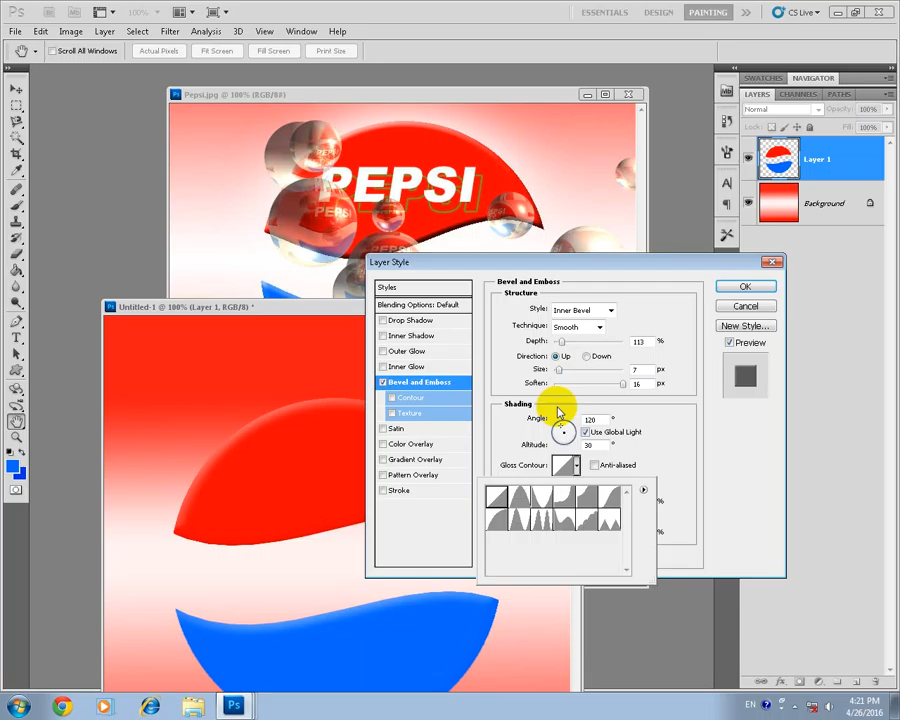 Ps
100%
ESSENTIALS
DESIGN
PAINTING
CS Live
File Edit Image Layer Select Filter Analysis 3D View Window Help
Scroll All Windows
Actual Pixels
Fit Screen
Fill Screen
Print Size
SWATCHES
NAVIGATOR
LAYERS
CHANNELS
PATHS
Normal
Opacity: 100%
Lock:
Fill: 100%
Layer 1
Background
Pepsi.jpg @ 100% (RGB/8#)
PEPSI
PEPSI
Untitled-1 @ 100% (Layer 1, RGB/8) *
Layer Style
Styles
Blending Options: Default
Drop Shadow
Inner Shadow
Outer Glow
Inner Glow
Bevel and Emboss
Contour
Texture
Satin
Color Overlay
Gradient Overlay
Pattern Overlay
Stroke
Bevel and Emboss
Structure
Style: Inner Bevel
Technique: Smooth
Depth: 113 %
Direction: Up Down
Size: 7 px
Soften: 16 px
Shading
Angle: 120 °
Use Global Light
Altitude: 30 °
Gloss Contour: Anti-aliased
%
%
OK
Cancel
New Style...
Preview
EN
4:21 PM
4/26/2016